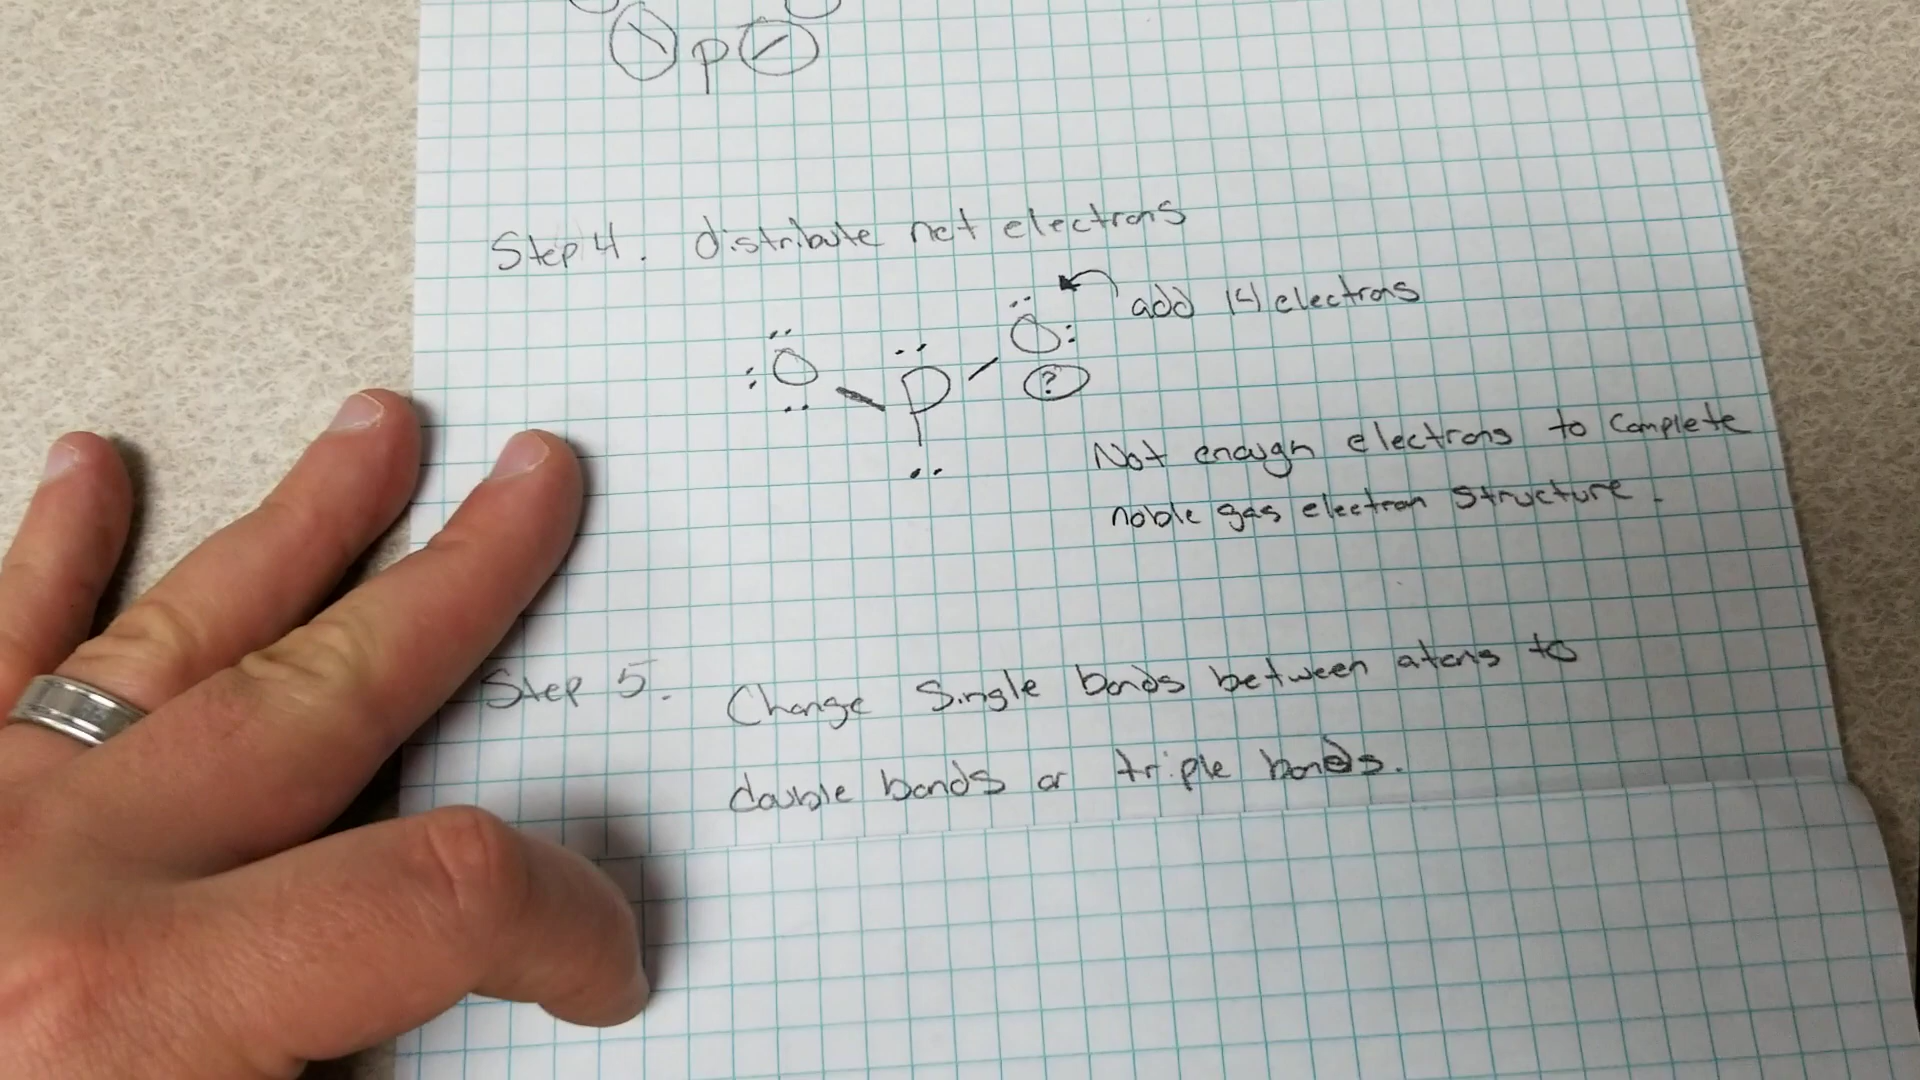 P
Step 4. distribute net electrons
add 14 electrons
:O P O:
?
Not enough electrons to complete
noble gas electron structure.
Step 5. Change Single bonds between atoms to
double bonds or triple bonds.